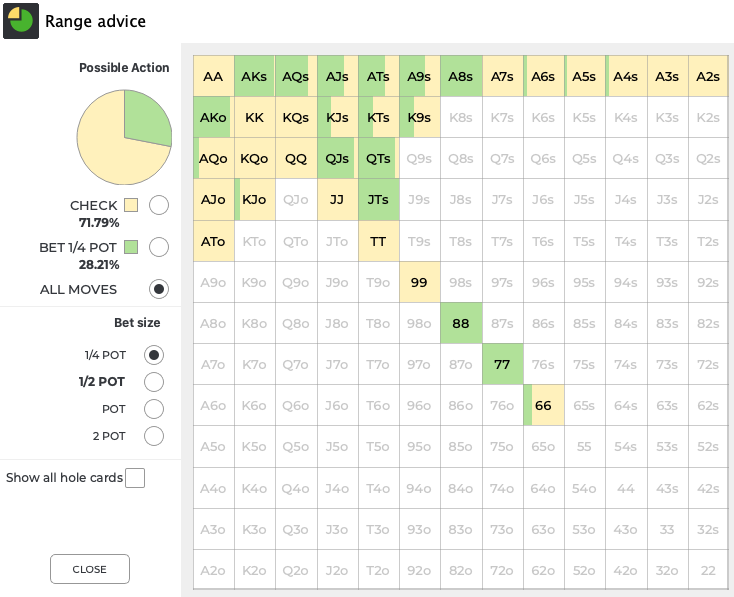 Range advice
Possible Action
CHECK
71.79%
BET 1/4 POT
28.21%
ALL MOVES
Bet size
1/4 POT
1/2 POT
POT
2 POT
Show all hole cards
CLOSE
AA AKs AQs AJs ATs A9s A8s A7s A6s A5s A4s A3s A2s
AKo KK KQs KJs KTs K9s K8s K7s K6s K5s K4s K3s K2s
AQo KQo QQ QJs QTs Q9s Q8s Q7s Q6s Q5s Q4s Q3s Q2s
AJo KJo QJo JJ JTs J9s J8s J7s J6s J5s J4s J3s J2s
ATo KTo QTo JTo TT T9s T8s T7s T6s T5s T4s T3s T2s
A9o K9o Q9o J9o T9o 99 98s 97s 96s 95s 94s 93s 92s
A8o K8o Q8o J8o T8o 98o 88 87s 86s 85s 84s 83s 82s
A7o K7o Q7o J7o T7o 97o 87o 77 76s 75s 74s 73s 72s
A6o K6o Q6o J6o T6o 96o 86o 76o 66 65s 64s 63s 62s
A5o K5o Q5o J5o T5o 95o 85o 75o 65o 55 54s 53s 52s
A4o K4o Q4o J4o T4o 94o 84o 74o 64o 54o 44 43s 42s
A3o K3o Q3o J3o T3o 93o 83o 73o 63o 53o 43o 33 32s
A2o K2o Q2o J2o T2o 92o 82o 72o 62o 52o 42o 32o 22